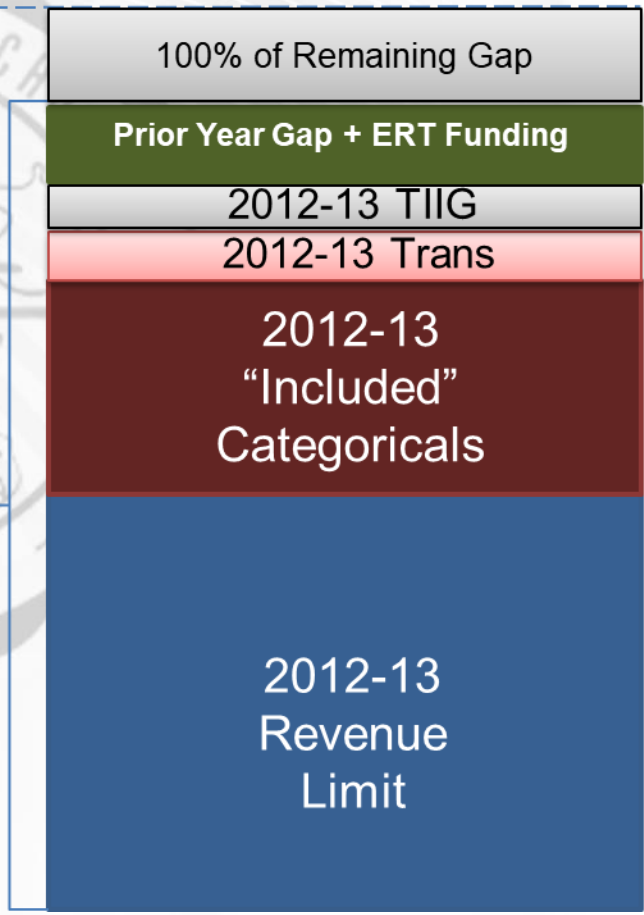 100% of Remaining Gap
Prior Year Gap + ERT Funding
2012-13 TIIG
2012-13 Trans
2012-13
“Included”
Categoricals
2012-13
Revenue
Limit